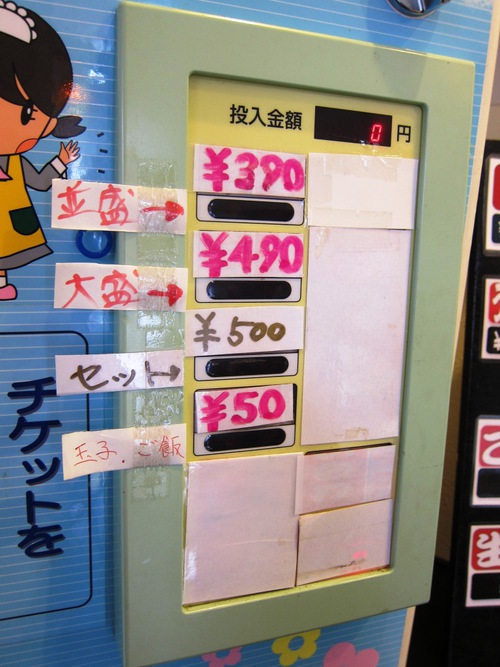 投入金額 0 円
¥390
並盛→
¥490
大盛→
¥500
セット→
¥50
玉子.ご飯
チケットを